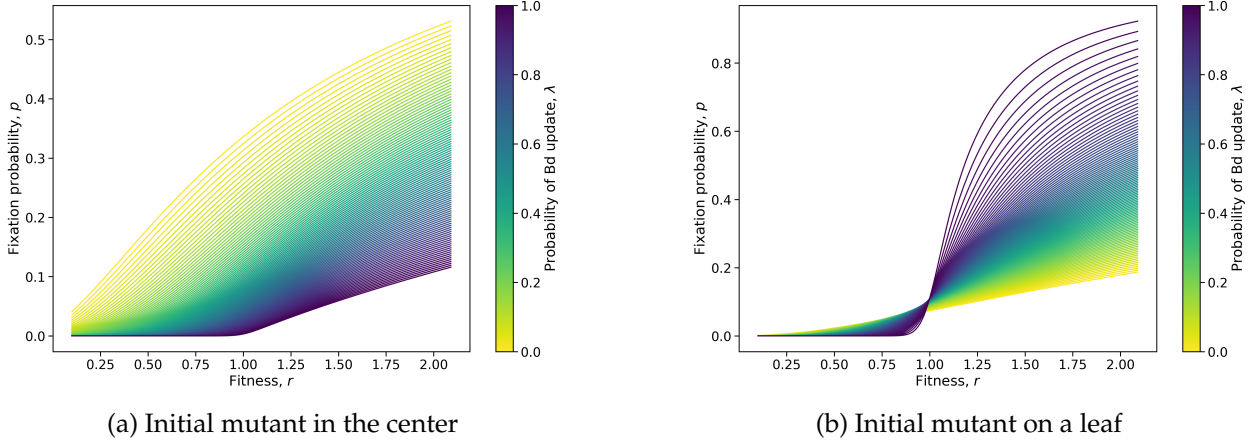 0.5
0.4
0.3
0.2
0.1
0.0
Fixation probability, p
0.25 0.50 0.75 1.00 1.25 1.50 1.75 2.00
Fitness, r
1.0
0.8
0.6
0.4
0.2
0.0
Probability of Bd update, λ
(a) Initial mutant in the center
0.8
0.6
0.4
0.2
0.0
Fixation probability, p
0.25 0.50 0.75 1.00 1.25 1.50 1.75 2.00
Fitness, r
1.0
0.8
0.6
0.4
0.2
0.0
Probability of Bd update, λ
(b) Initial mutant on a leaf